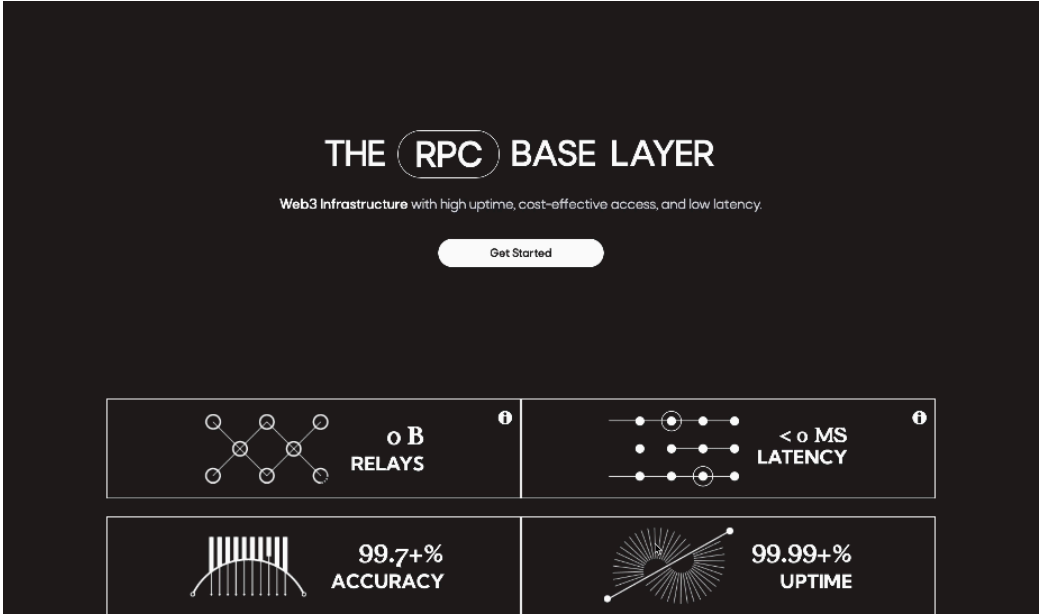 THE RPC BASE LAYER
Web3 Infrastructure with high uptime, cost-effective access, and low latency.
Get Started
0 B
RELAYS
< 0 MS
LATENCY
99.7+%
ACCURACY
99.99+%
UPTIME